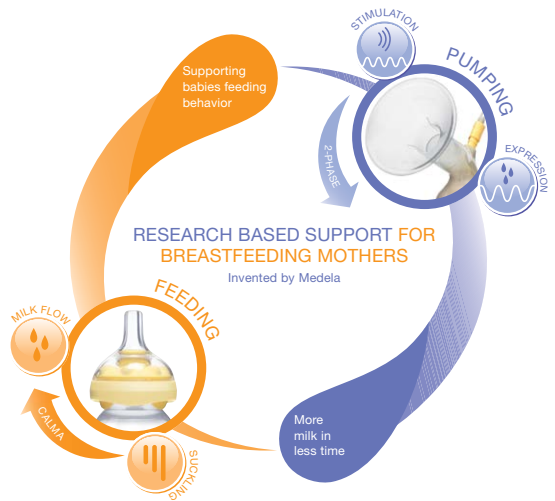 STIMULATION
PUMPING
EXPRESSION
2-PHASE
Supporting
babies feeding
behavior
RESEARCH BASED SUPPORT FOR
BREASTFEEDING MOTHERS
Invented by Medela
FEEDING
MILK FLOW
CALMA
SUCKLING
More
milk in
less time